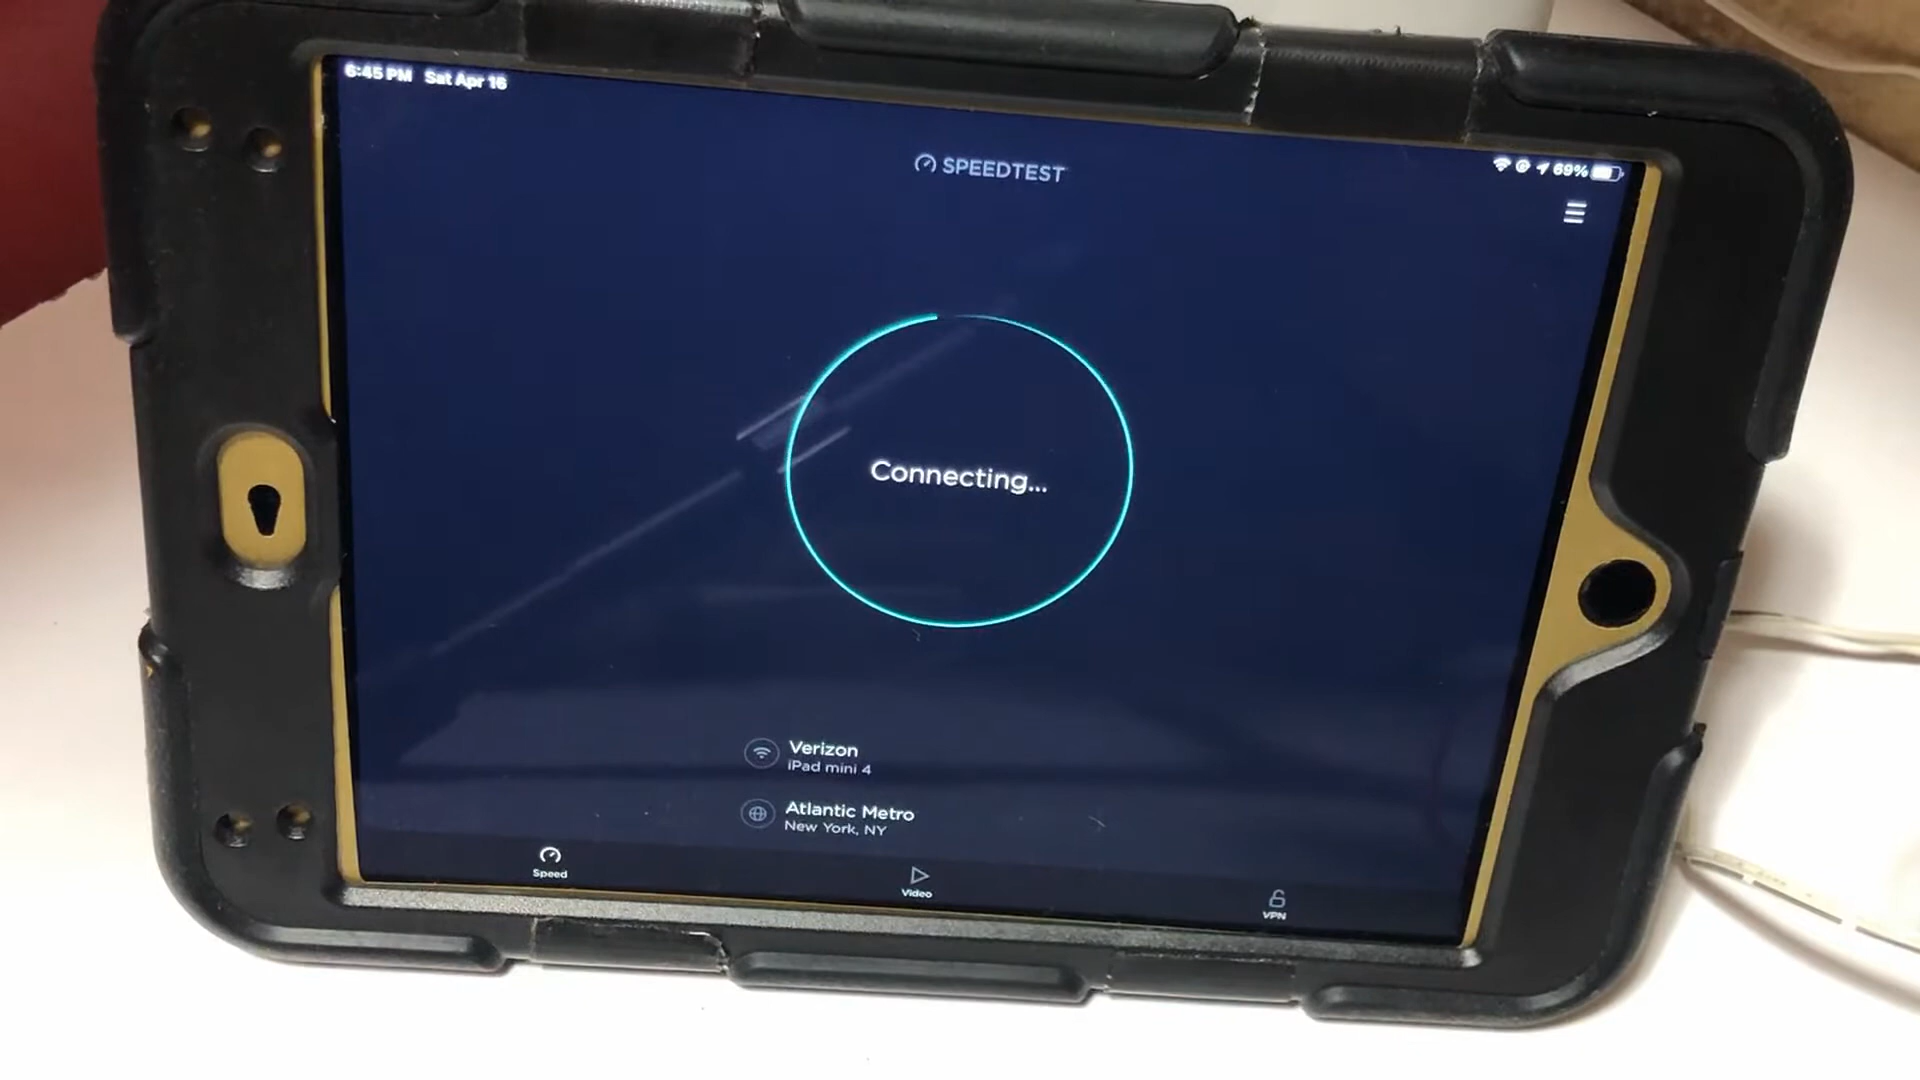 6:45 PM Sat Apr 16
69%
SPEEDTEST
Connecting...
Verizon
iPad mini 4
Atlantic Metro
New York, NY
Speed
Video
VPN